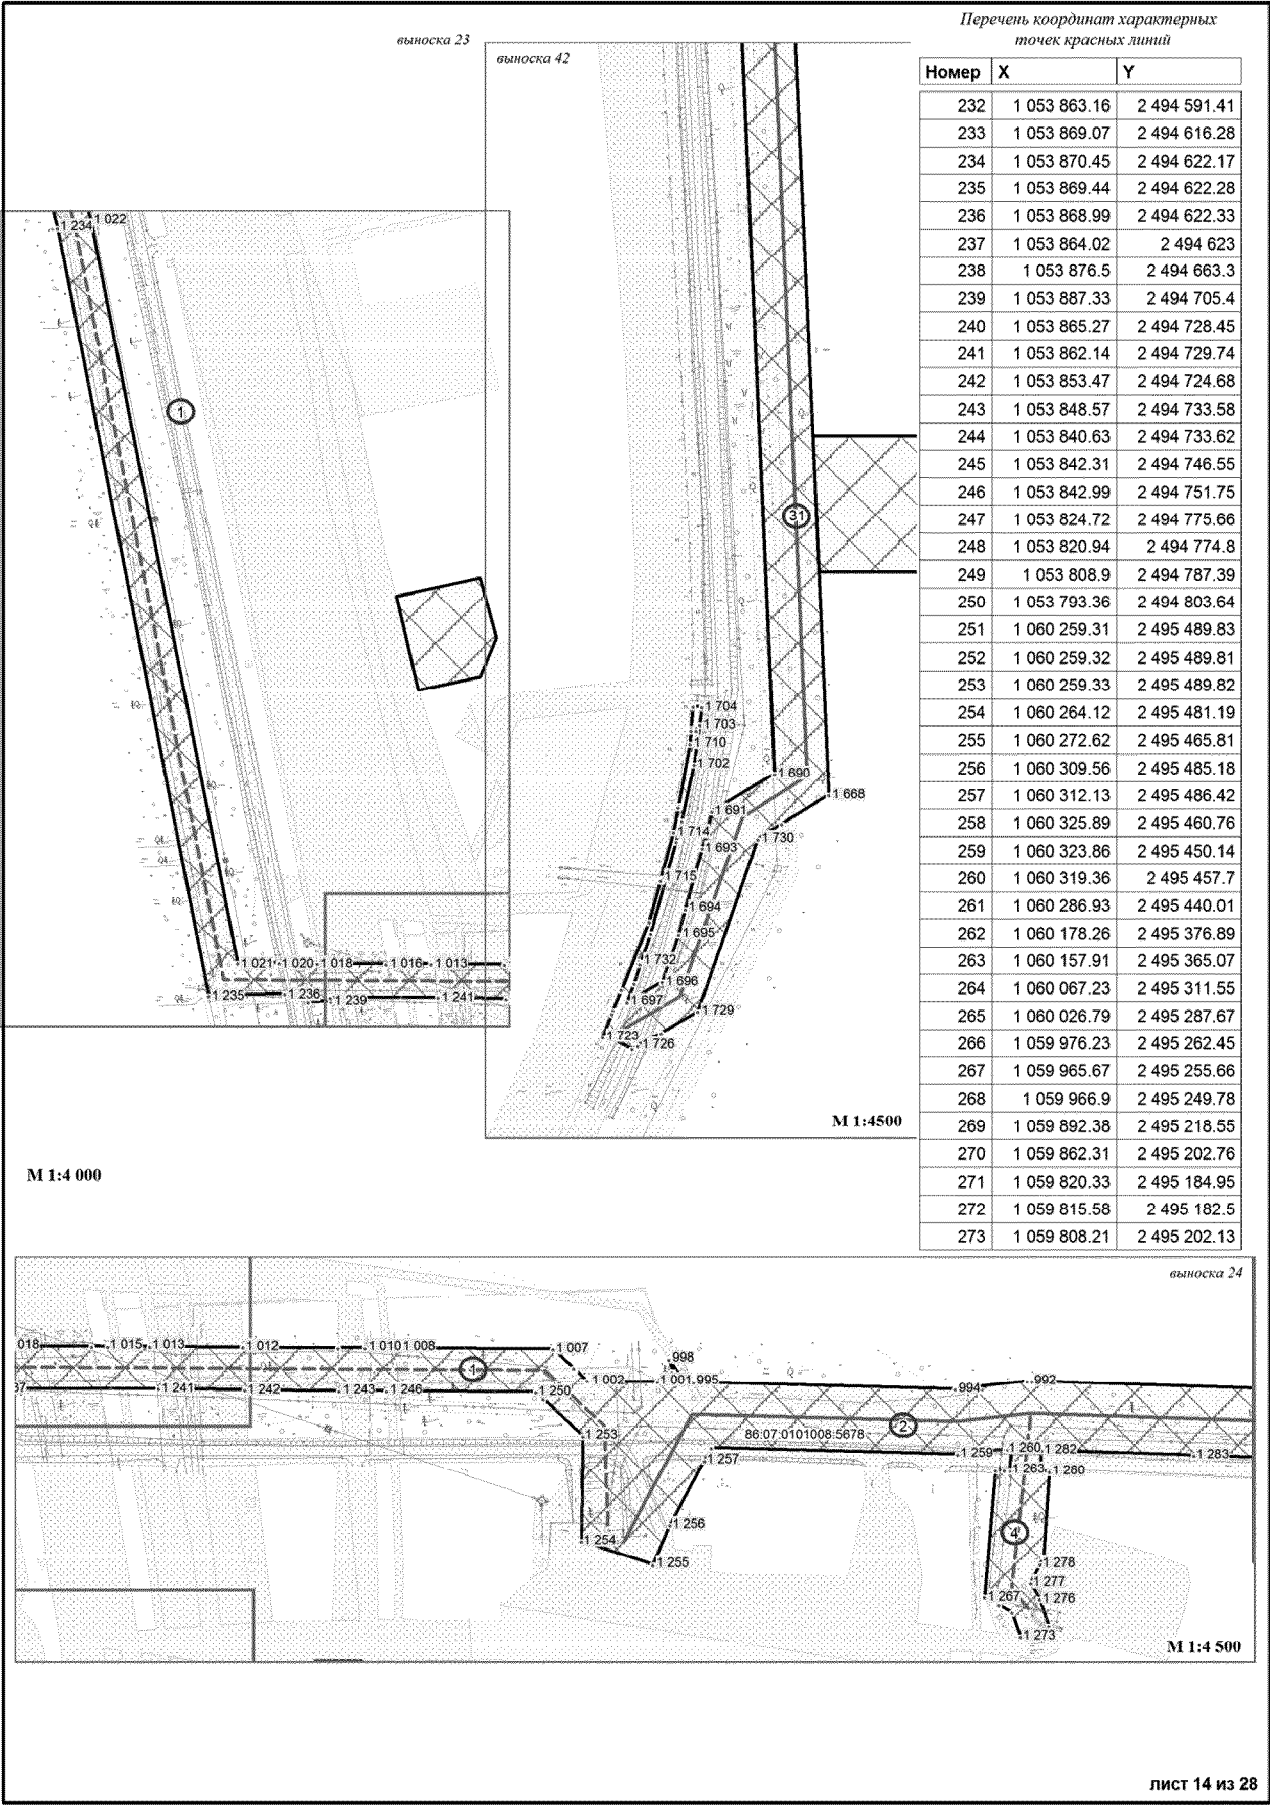 Перечень координат характерных
точек красных линий
Номер X Y
232 1 053 863.16 2 494 591.41
233 1 053 869.07 2 494 616.28
234 1 053 870.45 2 494 622.17
235 1 053 869.44 2 494 622.28
236 1 053 868.99 2 494 622.33
237 1 053 864.02 2 494 623
238 1 053 876.5 2 494 663.3
239 1 053 887.33 2 494 705.4
240 1 053 865.27 2 494 728.45
241 1 053 862.14 2 494 729.74
242 1 053 853.47 2 494 724.68
243 1 053 848.57 2 494 733.58
244 1 053 840.63 2 494 733.62
245 1 053 842.31 2 494 746.55
246 1 053 842.99 2 494 751.75
247 1 053 824.72 2 494 775.66
248 1 053 820.94 2 494 774.8
249 1 053 808.9 2 494 787.39
250 1 053 793.36 2 494 803.64
251 1 060 259.31 2 495 489.83
252 1 060 259.32 2 495 489.81
253 1 060 259.33 2 495 489.82
254 1 060 264.12 2 495 481.19
255 1 060 272.62 2 495 465.81
256 1 060 309.56 2 495 485.18
257 1 060 312.13 2 495 486.42
258 1 060 325.89 2 495 460.76
259 1 060 323.86 2 495 450.14
260 1 060 319.36 2 495 457.7
261 1 060 286.93 2 495 440.01
262 1 060 178.26 2 495 376.89
263 1 060 157.91 2 495 365.07
264 1 060 067.23 2 495 311.55
265 1 060 026.79 2 495 287.67
266 1 059 976.23 2 495 262.45
267 1 059 965.67 2 495 255.66
268 1 059 966.9 2 495 249.78
269 1 059 892.38 2 495 218.55
270 1 059 862.31 2 495 202.76
271 1 059 820.33 2 495 184.95
272 1 059 815.58 2 495 182.5
273 1 059 808.21 2 495 202.13
выноска 23
1 022
1 234
1
1 021 1 020 1 018 1 016 1 013
1 235 1 236 1 239 1 241
М 1:4 000
выноска 42
31
1 704
1 703
1 710
1 702
1 690
1 668
1 691
1 714
1 730
1 693
1 715
1 694
1 695
1 732
1 696
1 697
1 729
1 723
1 726
М 1:4500
выноска 24
018 1 015 1 013 1 012 1 010 1 008 1 007
998
1
1 002 1 001 995 994 992
37 1 241 1 242 1 243 1 246 1 250
2
1 253 86:07:0101008:5678
1 257 1 259 1 260 1 282 1 283
1 263 1 280
1 256
4
1 254
1 255
1 278
1 277
1 267 1 276
1 273
М 1:4 500
лист 14 из 28